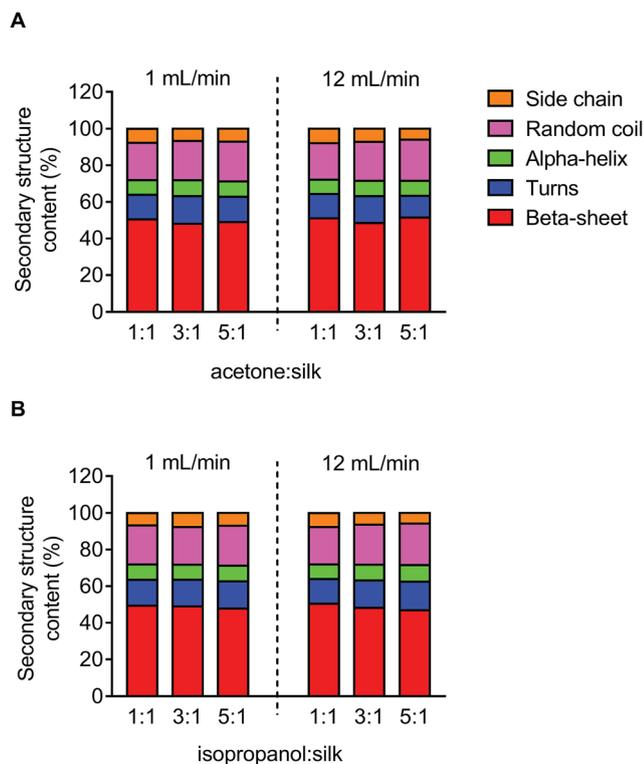 A
1 mL/min
12 mL/min
Secondary structure
content (%)
120
100
80
60
40
20
0
1:1 3:1 5:1 1:1 3:1 5:1
acetone:silk
Side chain
Random coil
Alpha-helix
Turns
Beta-sheet
B
1 mL/min
12 mL/min
Secondary structure
content (%)
120
100
80
60
40
20
0
1:1 3:1 5:1 1:1 3:1 5:1
isopropanol:silk